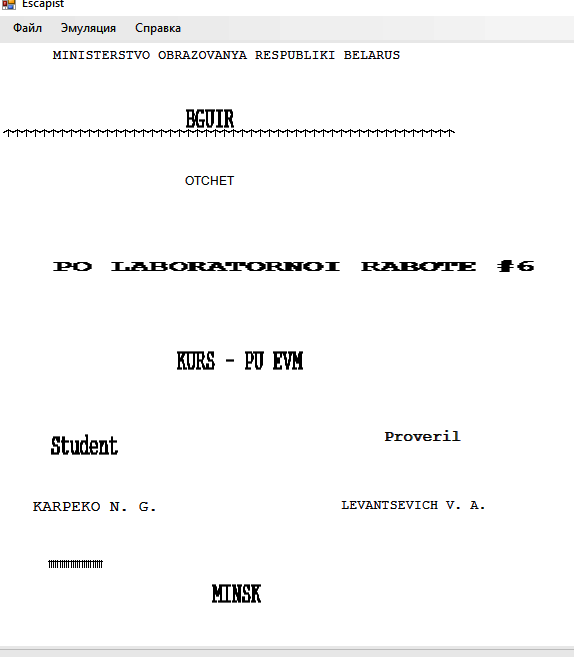 Escapist
Файл Эмуляция Справка
MINISTERSTVO OBRAZOVANYA RESPUBLIKI BELARUS
BGUIR
OTCHET
PO LABORATORNOI RABOTE #6
KURS - PU EVM
Student Proveril
KARPEKO N. G. LEVANTSEVICH V. A.
MINSK